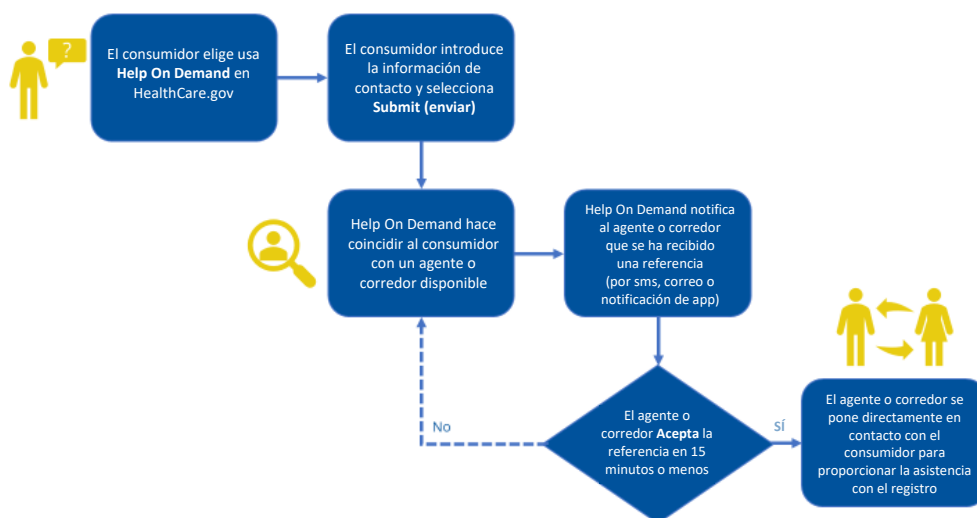 ?
El consumidor elige usa
Help On Demand en
HealthCare.gov
El consumidor introduce
la información de
contacto y selecciona
Submit (enviar)
Help On Demand hace
coincidir al consumidor
con un agente o
corredor disponible
Help On Demand notifica
al agente o corredor
que se ha recibido
una referencia
(por sms, correo o
notificación de app)
El agente o
corredor Acepta la
referencia en 15
minutos o menos
No
sí
El agente o corredor se
pone directamente en
contacto con el
consumidor para
proporcionar la asistencia
con el registro